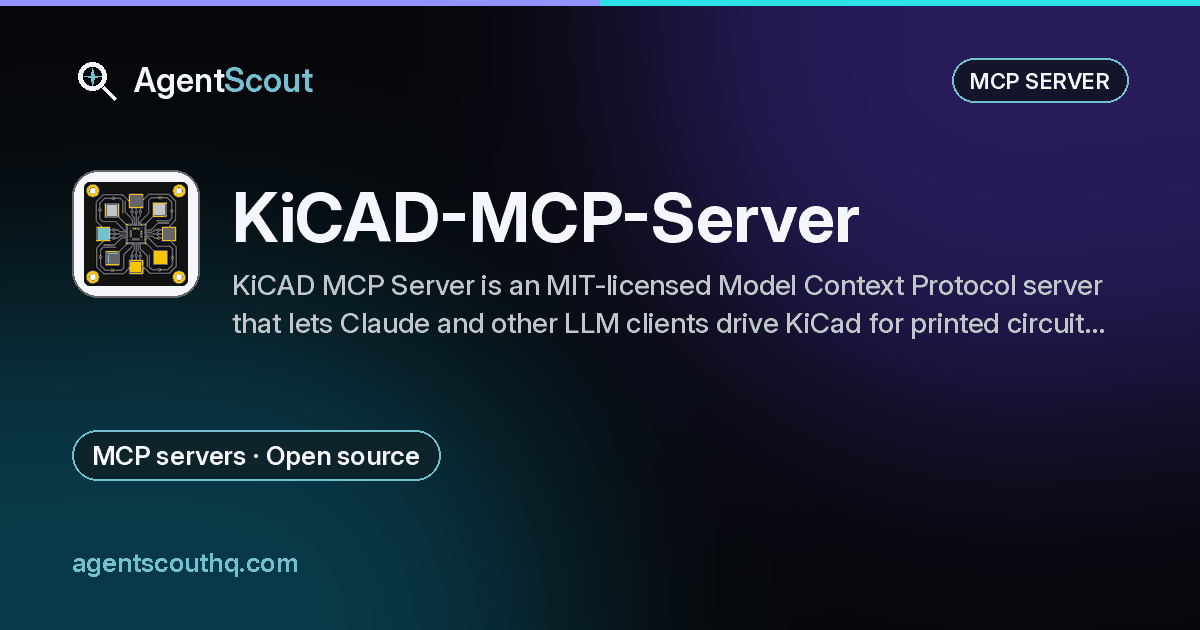 AgentScout
MCP SERVER
KiCAD-MCP-Server
KiCAD MCP Server is an MIT-licensed Model Context Protocol server
that lets Claude and other LLM clients drive KiCad for printed circuit...
MCP servers · Open source
agentscouthq.com